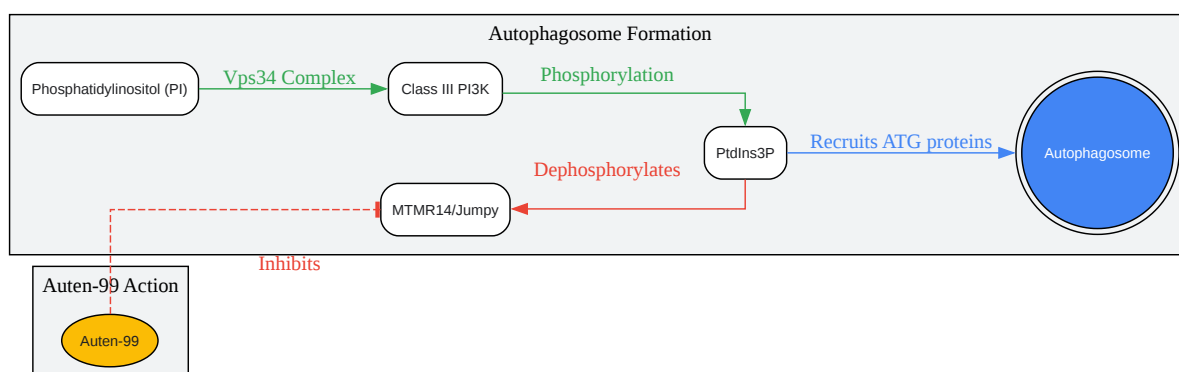 Autophagosome Formation
Phosphatidylinositol (PI)
Vps34 Complex
Class III PI3K
Phosphorylation
PtdIns3P
Recruits ATG proteins
Autophagosome
Dephosphorylates
MTMR14/Jumpy
Inhibits
Auten-99 Action
Auten-99